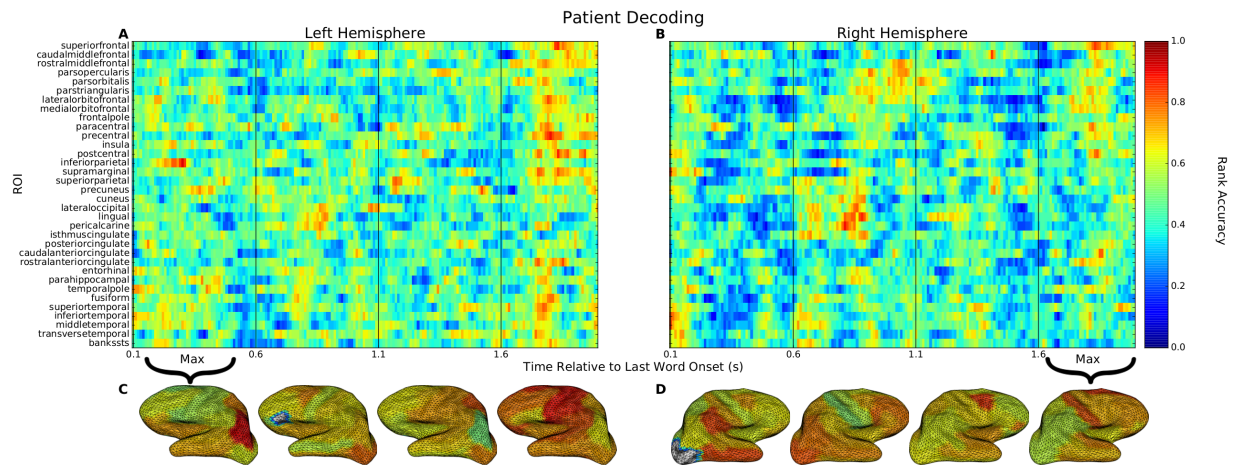 Patient Decoding
A
Left Hemisphere
B
Right Hemisphere
superiorfrontal
caudalmiddlefrontal
rostralmiddlefrontal
parsopercularis
parsorbitalis
parstriangularis
lateralorbitofrontal
medialorbitofrontal
frontalpole
paracentral
precentral
insula
postcentral
inferiorparietal
supramarginal
superiorparietal
precuneus
cuneus
lateraloccipital
lingual
pericalcarine
isthmuscingulate
posteriorcingulate
caudalanteriorcingulate
rostralanteriorcingulate
entorhinal
parahippocampal
temporalpole
fusiform
superiortemporal
inferiortemporal
middletemporal
transversetemporal
bankssts
ROI
0.1 0.6 1.1 1.6
0.1 0.6 1.1 1.6
1.0
0.8
0.6
0.4
0.2
0.0
Rank Accuracy
Max
Time Relative to Last Word Onset (s)
Max
C
D